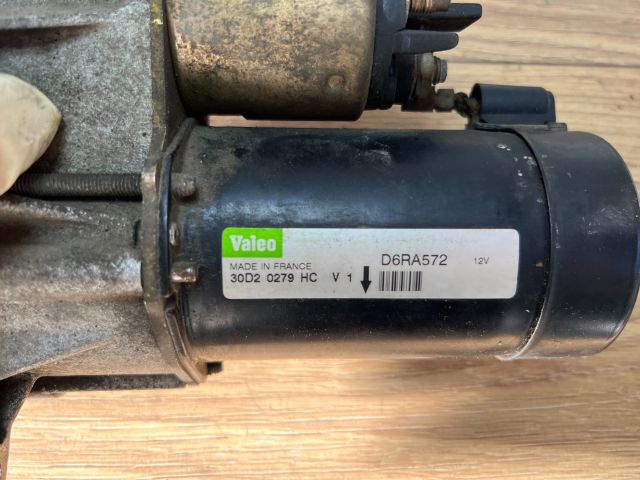 Valeo
D6RA572 12V
MADE IN FRANCE
30D2 0279 HC V 1